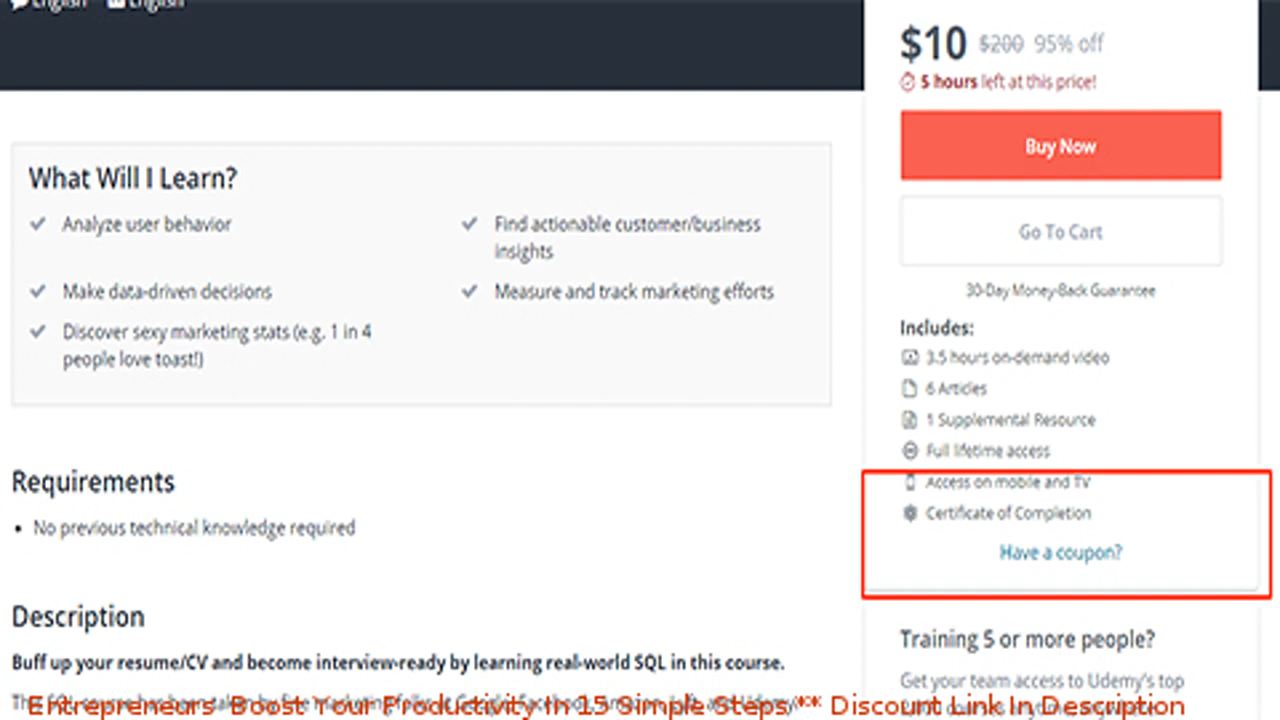 English English
What Will I Learn?
Analyze user behavior
Find actionable customer/business
insights
Make data-driven decisions
Measure and track marketing efforts
Discover sexy marketing stats (e.g. 1 in 4
people love toast!)
Requirements
• No previous technical knowledge required
Description
Buff up your resume/CV and become interview-ready by learning real-world SQL in this course.
$10 $200 95% off
5 hours left at this price!
Buy Now
Go To Cart
30-Day Money-Back Guarantee
Includes:
3.5 hours on-demand video
6 Articles
1 Supplemental Resource
Full lifetime access
Access on mobile and TV
Certificate of Completion
Have a coupon?
Training 5 or more people?
Get your team access to Udemy's top
Entrepreneurs Boost Your Productivity In 15 Simple Steps.** Discount Link In Description